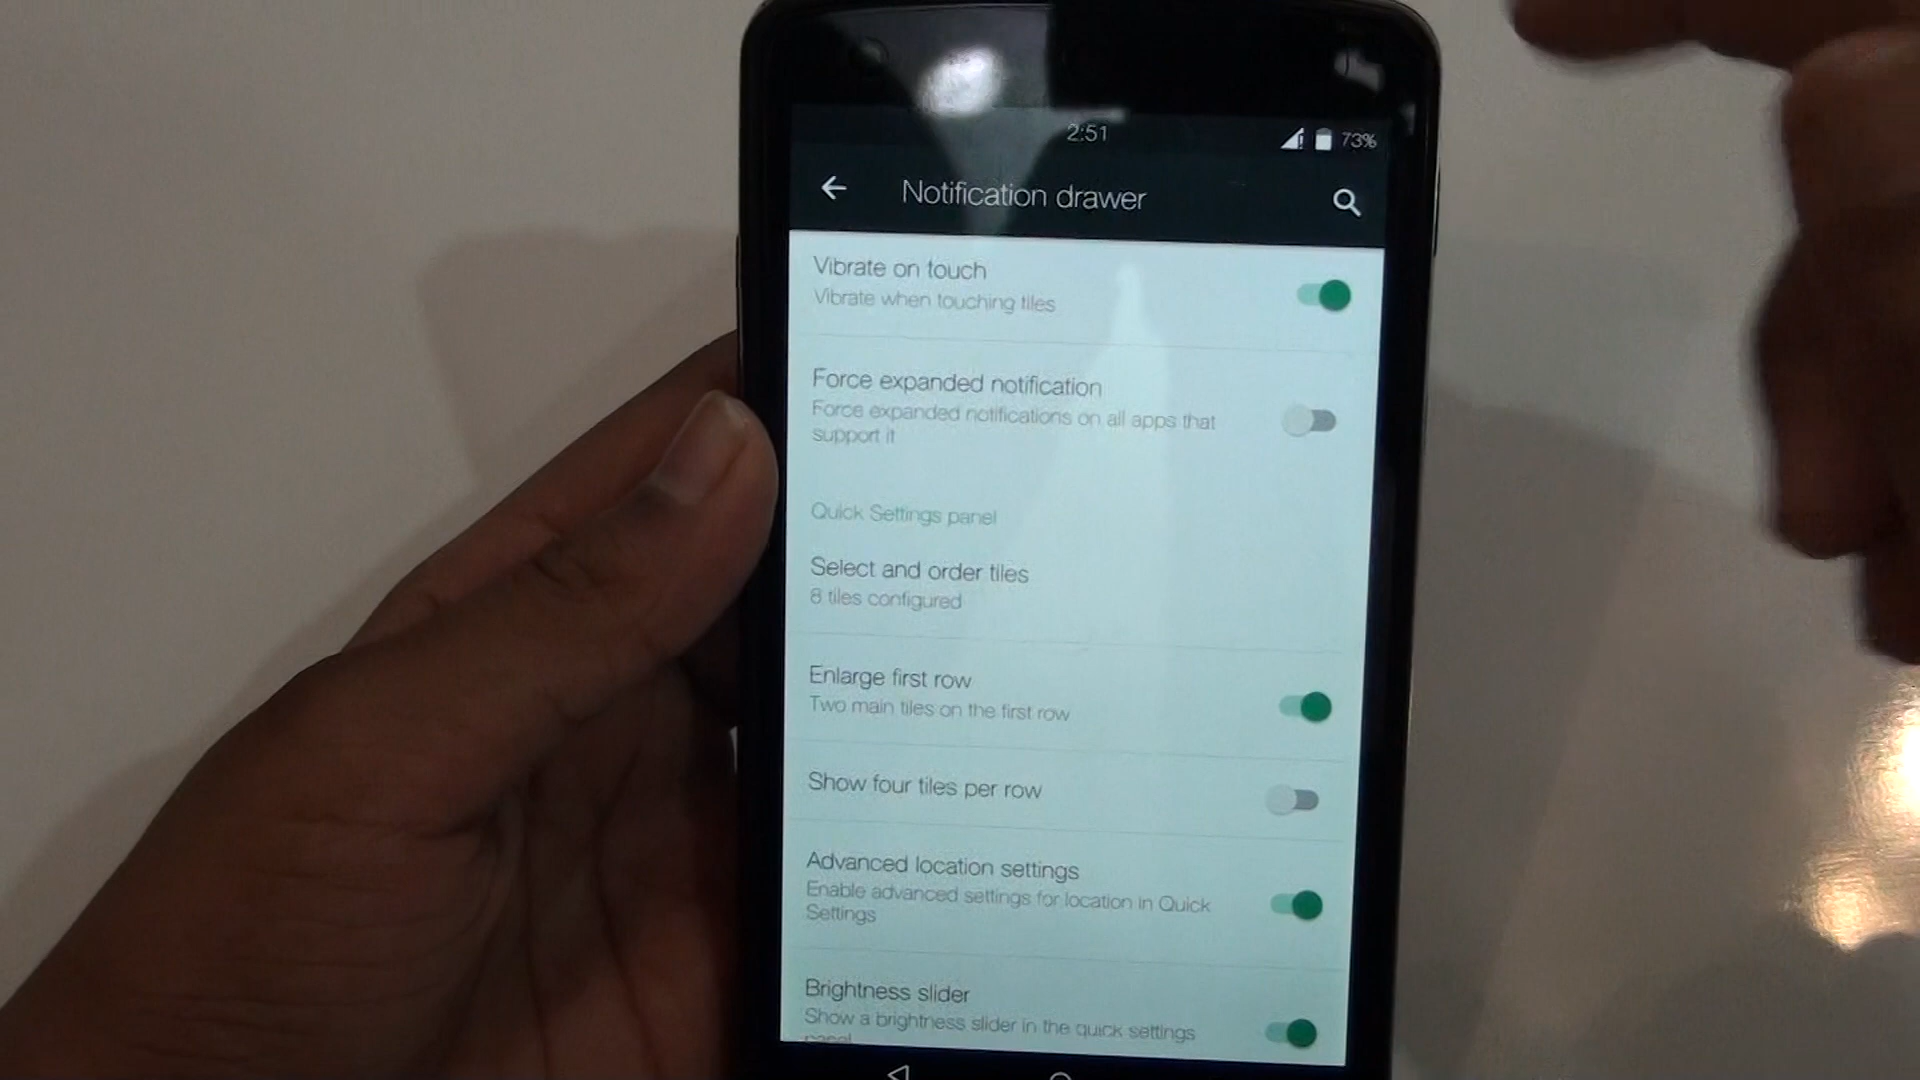 2:51
73%
Notification drawer
Vibrate on touch
Vibrate when touching tiles
Force expanded notification
Force expanded notifications on all apps that
support it
Quick Settings panel
Select and order tiles
8 tiles configured
Enlarge first row
Two main tiles on the first row
Show four tiles per row
Advanced location settings
Enable advanced settings for location in Quick
Settings
Brightness slider
Show a brightness slider in the quick settings
panel